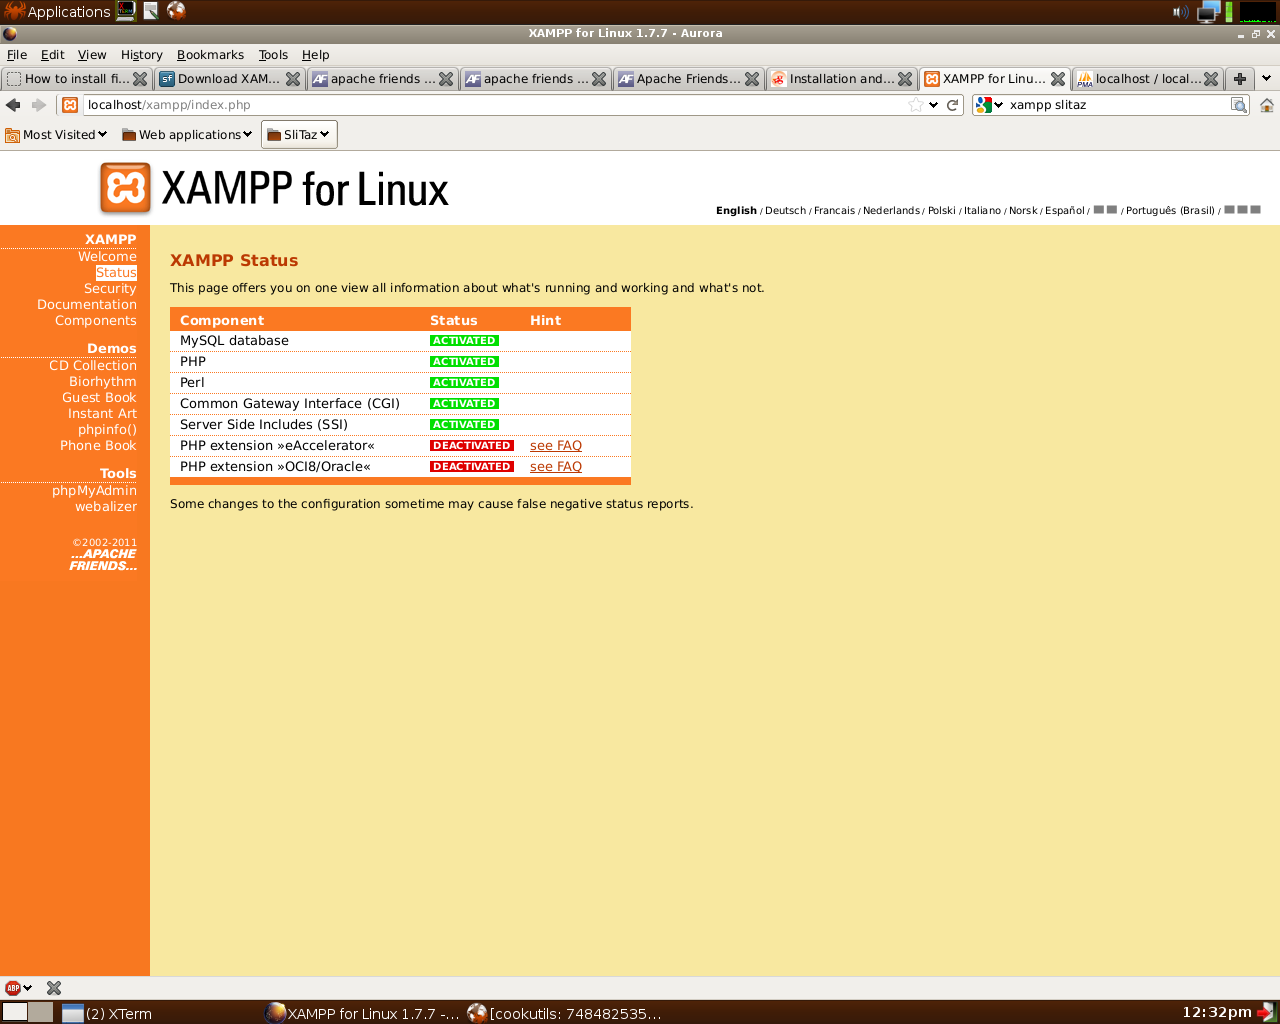 Applications
XAMPP for Linux 1.7.7 - Aurora
File Edit View History Bookmarks Tools Help
How to install fi... Download XAM... apache friends ... apache friends ... Apache Friends... Installation and... XAMPP for Linu... localhost / local...
localhost/xampp/index.php xampp slitaz
Most Visited Web applications SliTaz
XAMPP for Linux
English / Deutsch / Francais / Nederlands / Polski / Italiano / Norsk / Español / / Português (Brasil) /
XAMPP
Welcome
Status
Security
Documentation
Components
Demos
CD Collection
Biorhythm
Guest Book
Instant Art
phpinfo()
Phone Book
Tools
phpMyAdmin
webalizer
©2002-2011
...APACHE
FRIENDS...
XAMPP Status
This page offers you on one view all information about what's running and working and what's not.
Component Status Hint
MySQL database ACTIVATED
PHP ACTIVATED
Perl ACTIVATED
Common Gateway Interface (CGI) ACTIVATED
Server Side Includes (SSI) ACTIVATED
PHP extension »eAccelerator« DEACTIVATED see FAQ
PHP extension »OCI8/Oracle« DEACTIVATED see FAQ
Some changes to the configuration sometime may cause false negative status reports.
ABP
(2) XTerm XAMPP for Linux 1.7.7 -... [cookutils: 748482535... 12:32pm